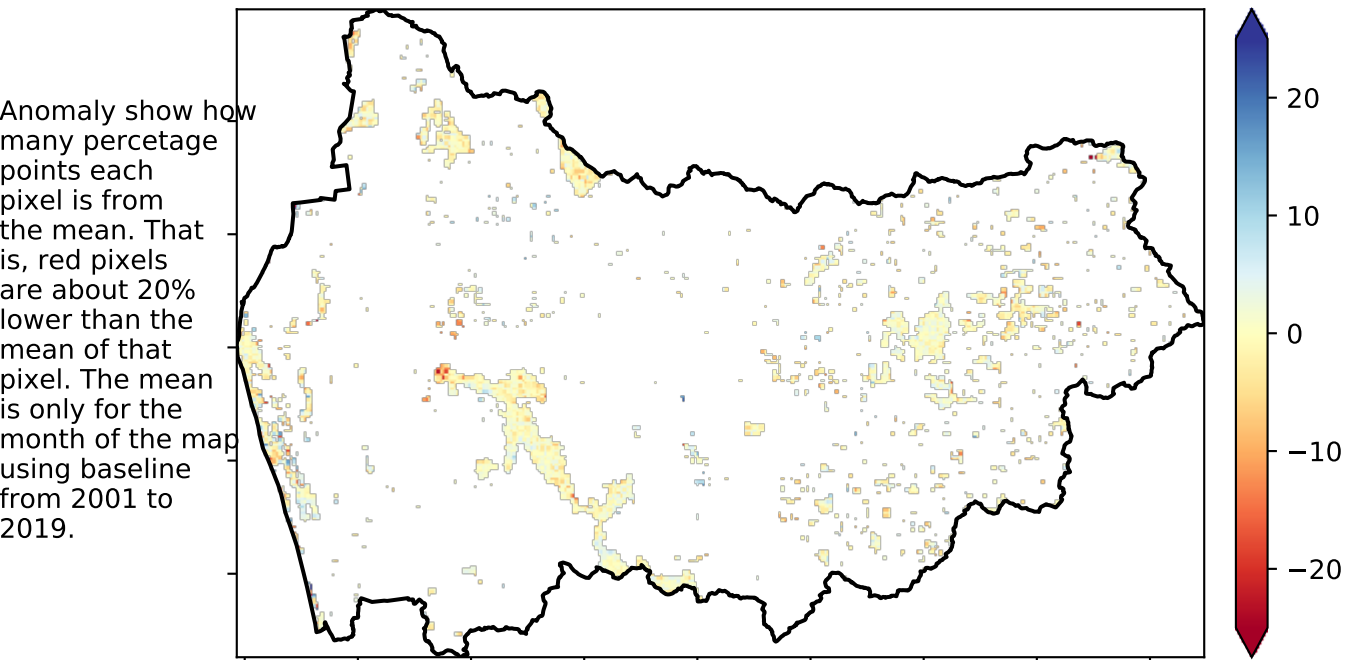 Anomaly show how
many percetage
points each
pixel is from
the mean. That
is, red pixels
are about 20%
lower than the
mean of that
pixel. The mean
is only for the
month of the map
using baseline
from 2001 to
2019.
20
10
0
−10
−20